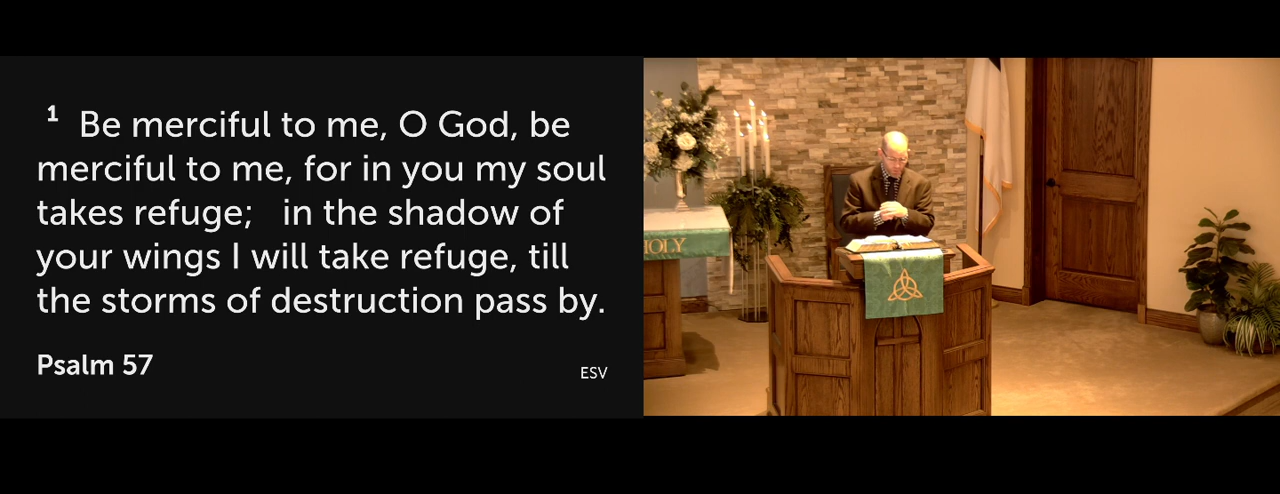 1 Be merciful to me, O God, be
merciful to me, for in you my soul
takes refuge; in the shadow of
your wings I will take refuge, till
the storms of destruction pass by.
Psalm 57
ESV
HOLY